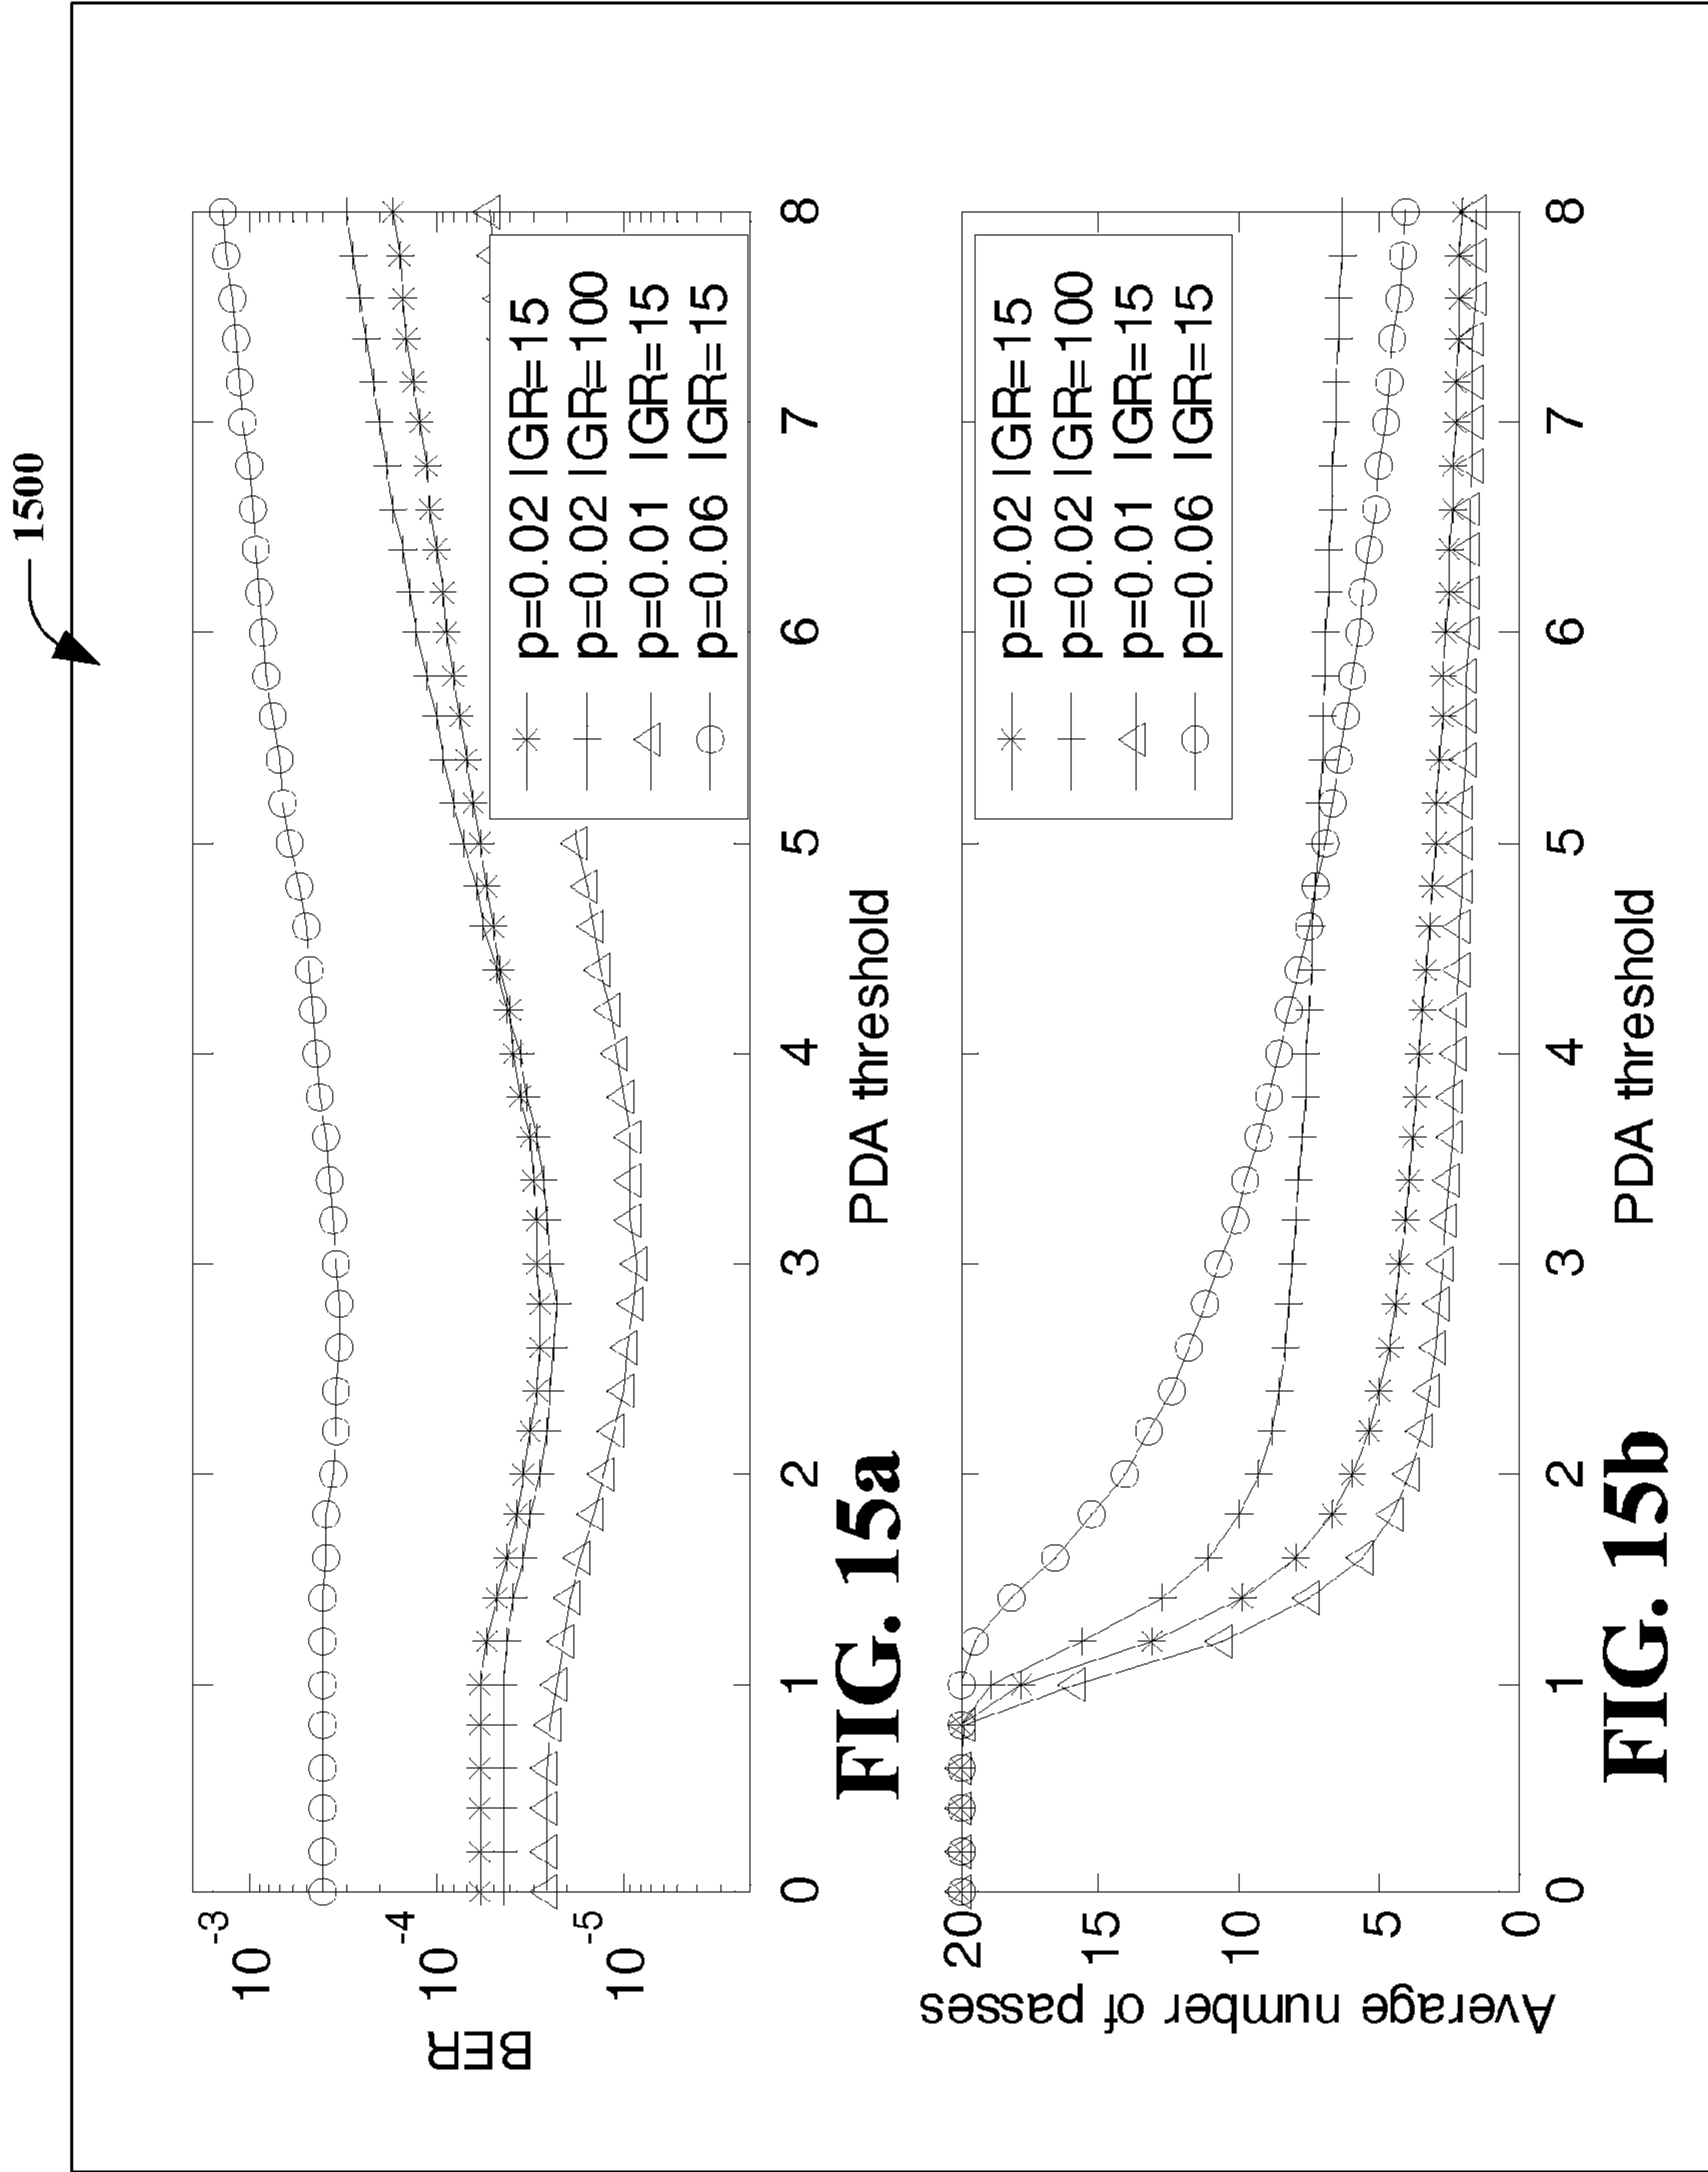 1500
10
-3
10
-4
10
-5
BER
p=0.02 IGR=15
p=0.02 IGR=100
p=0.01 IGR=15
p=0.06 IGR=15
0 1 2 3 4 5 6 7 8
PDA threshold
FIG. 15a
20
15
10
5
0
Average number of passes
p=0.02 IGR=15
p=0.02 IGR=100
p=0.01 IGR=15
p=0.06 IGR=15
0 1 2 3 4 5 6 7 8
PDA threshold
FIG. 15b